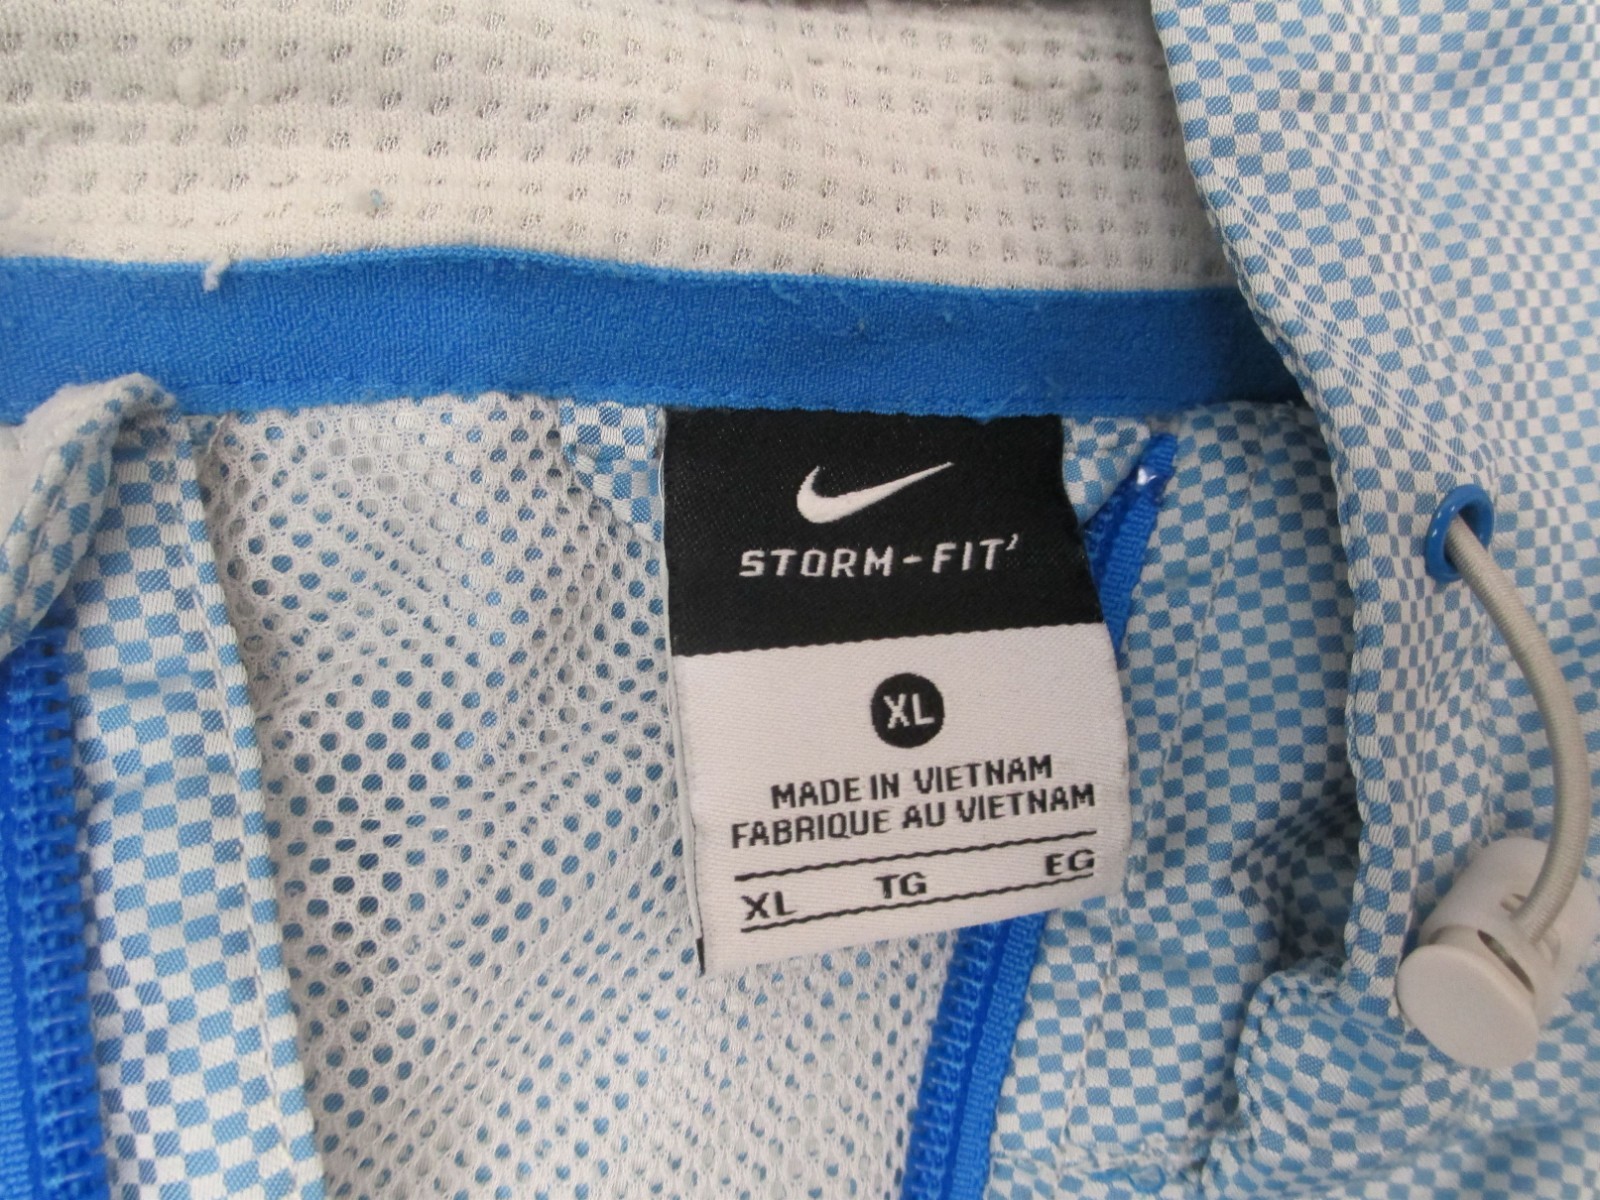 STORM-FIT
XL
MADE IN VIETNAM
FABRIQUE AU VIETNAM
XL TG EG